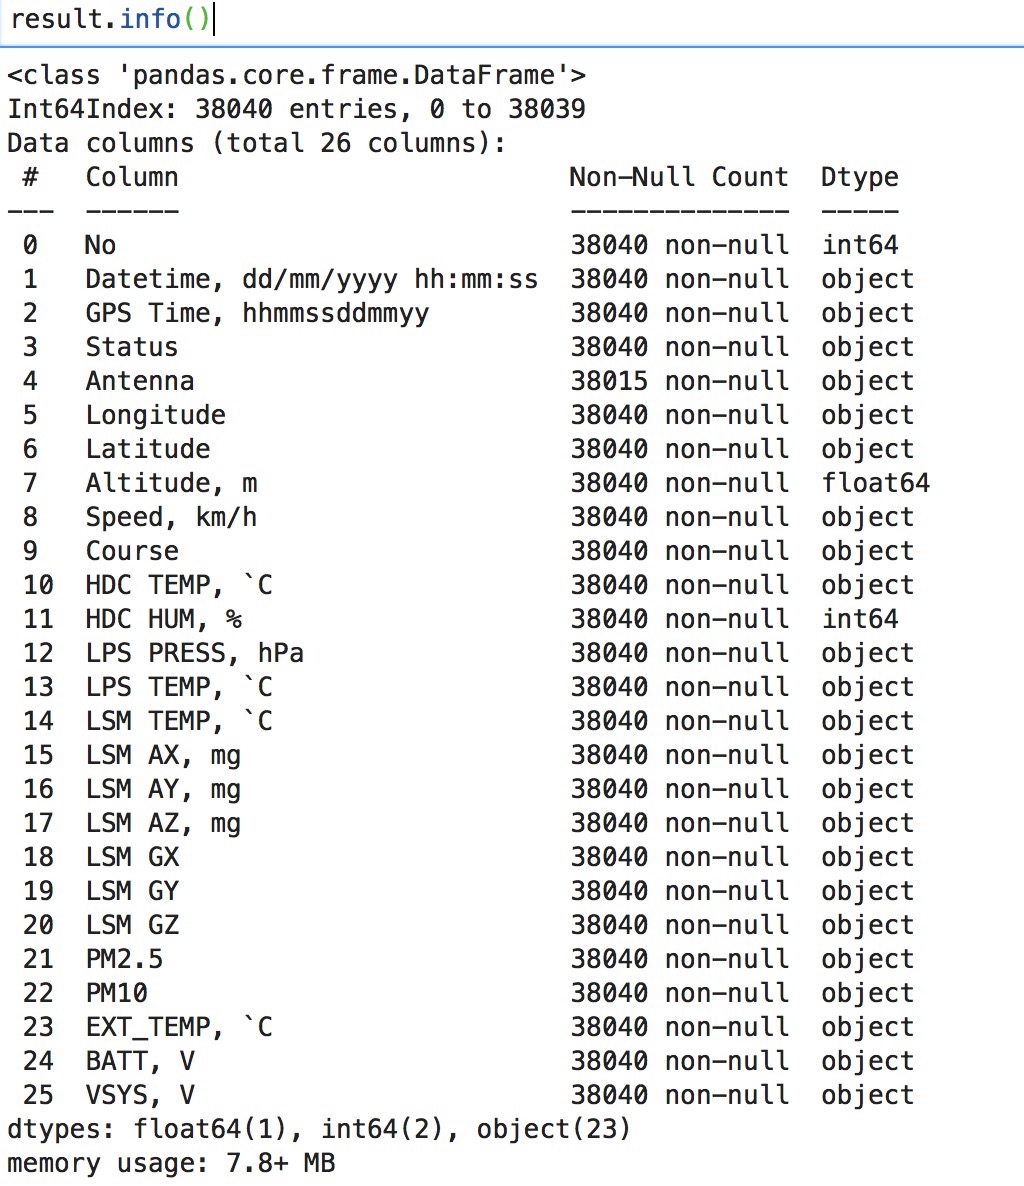 result.info()
<class 'pandas.core.frame.DataFrame'>
Int64Index: 38040 entries, 0 to 38039
Data columns (total 26 columns):
 #   Column                         Non-Null Count  Dtype
---  ------                         --------------  -----
 0   No                             38040 non-null  int64
 1   Datetime, dd/mm/yyyy hh:mm:ss  38040 non-null  object
 2   GPS Time, hhmmssddmmyy         38040 non-null  object
 3   Status                         38040 non-null  object
 4   Antenna                        38015 non-null  object
 5   Longitude                      38040 non-null  object
 6   Latitude                       38040 non-null  object
 7   Altitude, m                    38040 non-null  float64
 8   Speed, km/h                    38040 non-null  object
 9   Course                         38040 non-null  object
 10  HDC TEMP, `C                   38040 non-null  object
 11  HDC HUM, %                     38040 non-null  int64
 12  LPS PRESS, hPa                 38040 non-null  object
 13  LPS TEMP, `C                   38040 non-null  object
 14  LSM TEMP, `C                   38040 non-null  object
 15  LSM AX, mg                     38040 non-null  object
 16  LSM AY, mg                     38040 non-null  object
 17  LSM AZ, mg                     38040 non-null  object
 18  LSM GX                         38040 non-null  object
 19  LSM GY                         38040 non-null  object
 20  LSM GZ                         38040 non-null  object
 21  PM2.5                          38040 non-null  object
 22  PM10                           38040 non-null  object
 23  EXT_TEMP, `C                   38040 non-null  object
 24  BATT, V                        38040 non-null  object
 25  VSYS, V                        38040 non-null  object
dtypes: float64(1), int64(2), object(23)
memory usage: 7.8+ MB